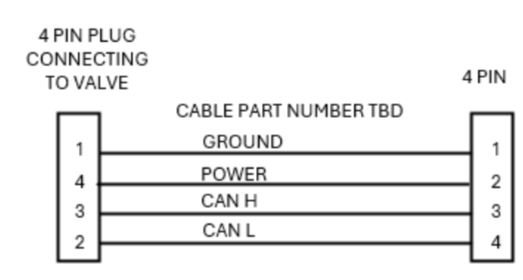 4 PIN PLUG
CONNECTING
TO VALVE
4 PIN
CABLE PART NUMBER TBD
1 GROUND 1
4 POWER 2
3 CAN H 3
2 CAN L 4